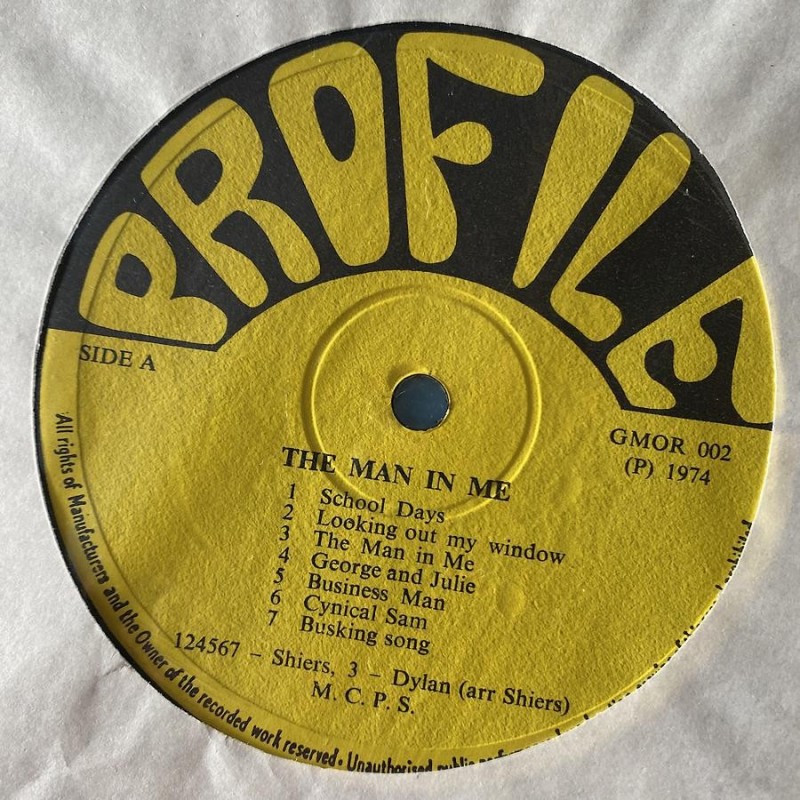 PROFILE
SIDE A
GMOR 002
(P) 1974
THE MAN IN ME
1 School Days
2 Looking out my window
3 The Man in Me
4 George and Julie
5 Business Man
6 Cynical Sam
7 Busking song
124567 – Shiers, 3 – Dylan (arr Shiers)
M. C. P. S.
All rights of Manufacturers and the Owner of the recorded work reserved. Unauthorised public